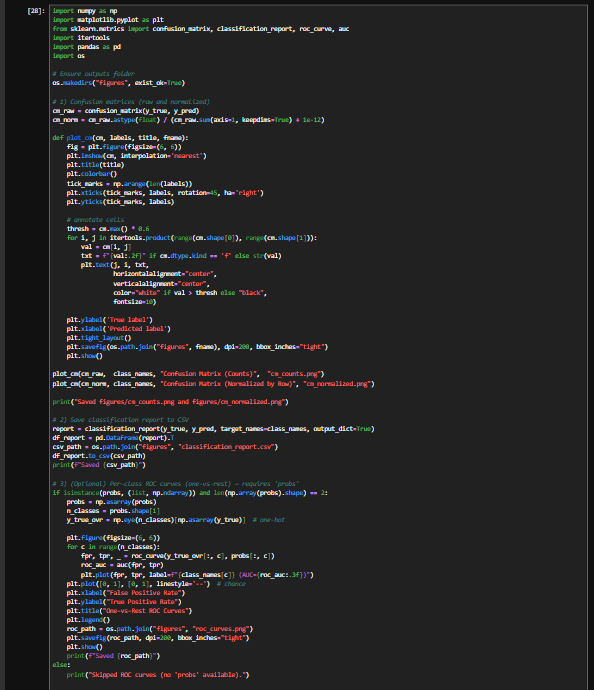 [28]: import numpy as np
import matplotlib.pyplot as plt
from sklearn.metrics import confusion_matrix, classification_report, roc_curve, auc
import itertools
import pandas as pd
import os
# Ensure outputs folder
os.makedirs("figures", exist_ok=True)
# 1) Confusion matrices (raw and normalized)
cm_raw = confusion_matrix(y_true, y_pred)
cm_norm = cm_raw.astype(float) / (cm_raw.sum(axis=1, keepdims=True) + 1e-12)
def plot_cm(cm, labels, title, fname):
    fig = plt.figure(figsize=(6, 6))
    plt.imshow(cm, interpolation='nearest')
    plt.title(title)
    plt.colorbar()
    tick_marks = np.arange(len(labels))
    plt.xticks(tick_marks, labels, rotation=45, ha='right')
    plt.yticks(tick_marks, labels)
    # annotate cells
    thresh = cm.max() * 0.6
    for i, j in itertools.product(range(cm.shape[0]), range(cm.shape[1])):
        val = cm[i, j]
        txt = f"{val:.2f}" if cm.dtype.kind == 'f' else str(val)
        plt.text(j, i, txt,
                 horizontalalignment="center",
                 verticalalignment="center",
                 color="white" if val > thresh else "black",
                 fontsize=10)
    plt.ylabel('True label')
    plt.xlabel('Predicted label')
    plt.tight_layout()
    plt.savefig(os.path.join("figures", fname), dpi=200, bbox_inches="tight")
    plt.show()
plot_cm(cm_raw,  class_names, "Confusion Matrix (Counts)",  "cm_counts.png")
plot_cm(cm_norm, class_names, "Confusion Matrix (Normalized by Row)", "cm_normalized.png")
print("Saved figures/cm_counts.png and figures/cm_normalized.png")
# 2) Save classification report to CSV
report = classification_report(y_true, y_pred, target_names=class_names, output_dict=True)
df_report = pd.DataFrame(report).T
csv_path = os.path.join("figures", "classification_report.csv")
df_report.to_csv(csv_path)
print(f"Saved {csv_path}")
# 3) (Optional) Per-class ROC curves (one-vs-rest) — requires 'probs'
if isinstance(probs, (list, np.ndarray)) and len(np.array(probs).shape) == 2:
    probs = np.asarray(probs)
    n_classes = probs.shape[1]
    y_true_ovr = np.eye(n_classes)[np.asarray(y_true)]  # one-hot
    plt.figure(figsize=(6, 6))
    for c in range(n_classes):
        fpr, tpr, _ = roc_curve(y_true_ovr[:, c], probs[:, c])
        roc_auc = auc(fpr, tpr)
        plt.plot(fpr, tpr, label=f"{class_names[c]} (AUC={roc_auc:.3f})")
    plt.plot([0, 1], [0, 1], linestyle='--')  # chance
    plt.xlabel("False Positive Rate")
    plt.ylabel("True Positive Rate")
    plt.title("One-vs-Rest ROC Curves")
    plt.legend()
    roc_path = os.path.join("figures", "roc_curves.png")
    plt.savefig(roc_path, dpi=200, bbox_inches="tight")
    plt.show()
    print(f"Saved {roc_path}")
else:
    print("Skipped ROC curves (no 'probs' available).")